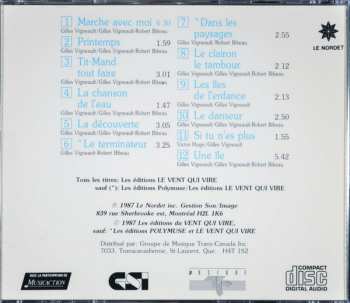 1 Marche avec moi
Gilles Vigneault/Gilles Vigneault-Robert Bibeau
2 Printemps 1.59
Gilles Vigneault/Gilles Vigneault-Robert Bibeau
3 Tit-Mand
tout faire 3.01
Gilles Vigneault/Gilles Vigneault-Robert Bibeau
4 La chanson
de l'eau 1.47
Gilles Vigneault/Gilles Vigneault-Robert Bibeau
5 La découverte 3.05
Gilles Vigneault/Gilles Vigneault-Robert Bibeau
6 "Le terminateur 3.25
Gilles Vigneault/Gilles Vigneault-Robert Bibeau
7 "Dans les
paysages 2.55
Gilles Vigneault/Gilles Vigneault-Robert Bibeau
8 Le clairon
le tambour 2.12
Gilles Vigneault/Gilles Vigneault-Robert Bibeau
9 Les îles
de l'enfance 2.13
Gilles Vigneault/Gilles Vigneault-Robert Bibeau
10 Le danseur 2.50
Gilles Vigneault/Gilles Vigneault-Robert Bibeau
11 Si tu n'es plus 1.55
Victor Hugo/Gilles Vigneault
12 Une île 5.42
Gilles Vigneault/Gilles Vigneault-Robert Bibeau
LE NORDET
Tous les titres: Les éditions LE VENT QUI VIRE
sauf ("): Les éditions Polymuse/Les éditions LE VENT QUI VIRE
℗ 1987 Le Nordet inc. Gestion Son/Image
839 rue Sherbrooke est, Montréal H2L 1K6
© 1987 Les éditions du VENT QUI VIRE,
sauf: "Les éditions POLYMUSE et LE VENT QUI VIRE
Distribué par: Groupe de Musique Trans-Canada Inc
7033, Transcanadienne, St-Laurent, Que. H4T 1S2
AVEC LA PARTICIPATION DE
MUSICACTION
GSI
COMPACT
disc
DIGITAL AUDIO